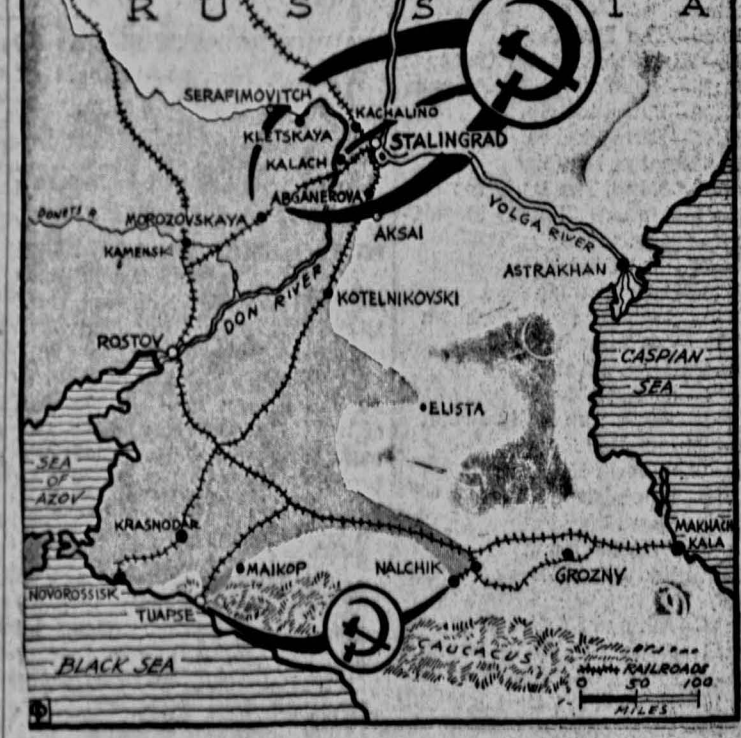 RUSSIA
SERAFIMOVITCH
KACHALINO
KLETSKAYA
STALINGRAD
KALACH
ABGANEROVA
VOLGA RIVER
DONETS R
MOROZOVSKAYA
AKSAI
KAMENSK
ASTRAKHAN
KOTELNIKOVSKI
DON RIVER
ROSTOV
CASPIAN
SEA
ELISTA
SEA
OF
AZOV
KRASNODAR
MAKHACH
KALA
MAIKOP
NALCHIK
GROZNY
NOVOROSSISK
TUAPSE
CAUCACUS
BLACK SEA
RAILROADS
0 50 100
MILES